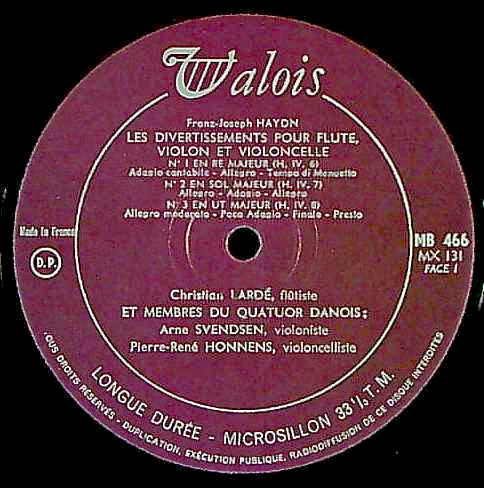 Valois
Franz-Joseph HAYDN
LES DIVERTISSEMENTS POUR FLUTE,
VIOLON ET VIOLONCELLE
N° 1 EN RE MAJEUR (H. IV. 6)
Adagio cantabile - Allegro - Tempo di Menuetto
N° 2 EN SOL MAJEUR (H. IV. 7)
Allegro - Adagio - Allegro
N° 3 EN UT MAJEUR (H. IV. 8)
Allegro moderato - Poco Adagio - Finale - Presto
Made in France
D.P.
MB 466
MX 131
FACE 1
Christian LARDÉ, flûtiste
ET MEMBRES DU QUATUOR DANOIS:
Arne SVENDSEN, violoniste
Pierre-René HONNENS, violoncelliste
LONGUE DURÉE - MICROSILLON 33 1/3 T.M.
TOUS DROITS RÉSERVÉS - DUPLICATION, EXÉCUTION PUBLIQUE, RADIODIFFUSION DE CE DISQUE INTERDITES